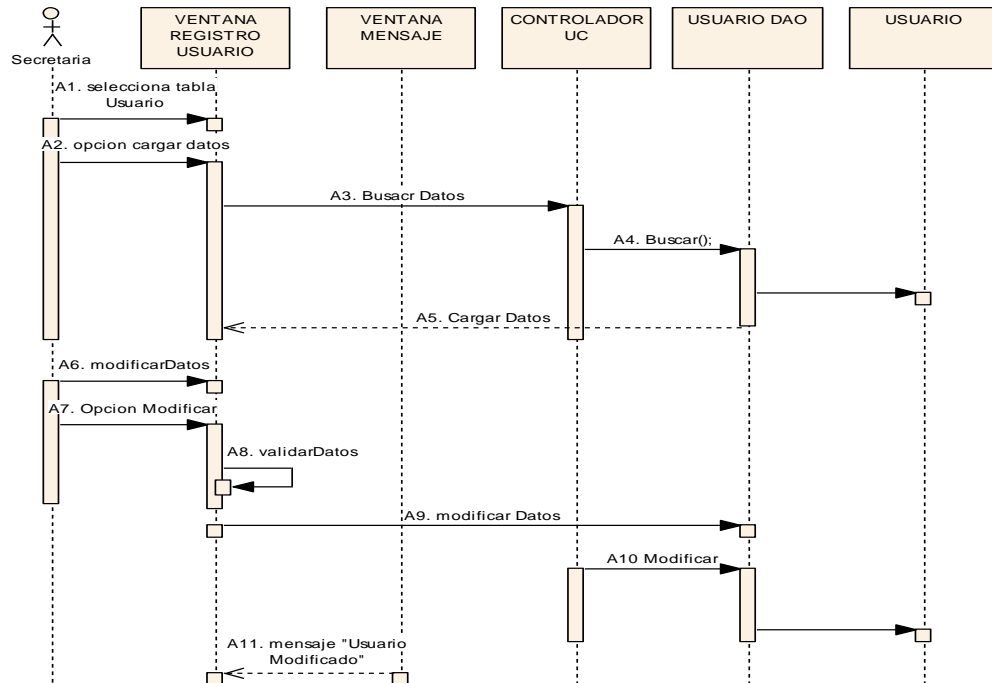 VENTANA
REGISTRO
USUARIO
VENTANA
MENSAJE
CONTROLADOR
UC
USUARIO DAO
USUARIO
Secretaria
A1. selecciona tabla
Usuario
A2. opcion cargar datos
A3. Busacr Datos
A4. Buscar();
A5. Cargar Datos
A6. modificarDatos
A7. Opcion Modificar
A8. validarDatos
A9. modificar Datos
A10 Modificar
A11. mensaje "Usuario
Modificado"